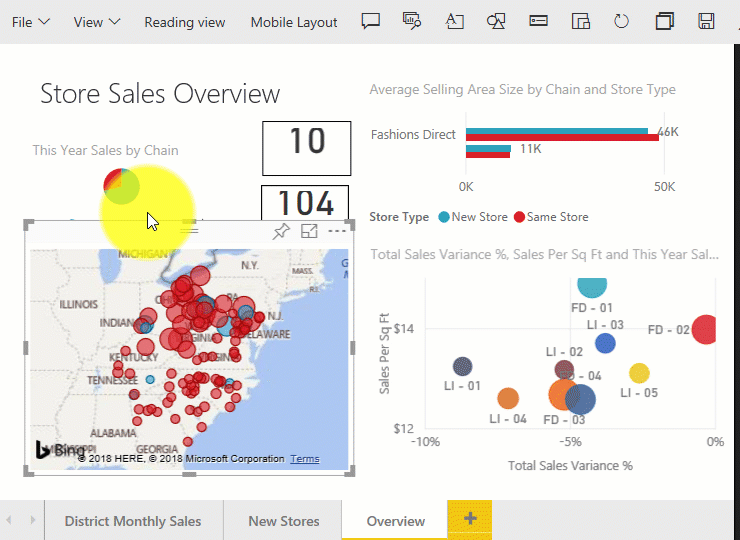 File View Reading view Mobile Layout
Store Sales Overview
This Year Sales by Chain
10
104
Average Selling Area Size by Chain and Store Type
Fashions Direct
46K
11K
0K 50K
Store Type New Store Same Store
MICHIGAN
N.Y.
MASS.
R.I.
ILLINOIS
N.J.
KENTUCKY
TENNESSEE
ALABAMA
GEORGIA
Bing
© 2018 HERE, © 2018 Microsoft Corporation Terms
Total Sales Variance %, Sales Per Sq Ft and This Year Sal...
Sales Per Sq Ft
$14
$12
FD - 01
LI - 03
FD - 02
LI - 02
LI - 01
LI - 05
LI - 04
FD - 03
-10% -5% 0%
Total Sales Variance %
District Monthly Sales New Stores Overview +